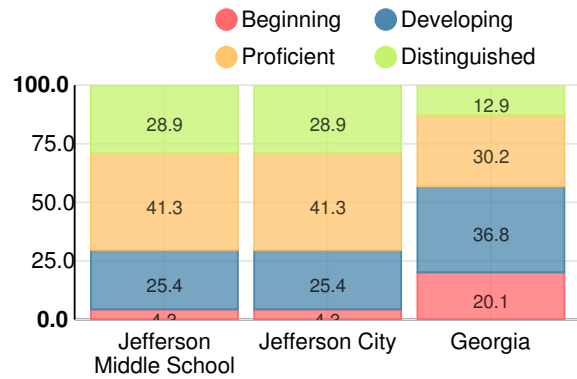 Beginning Developing
Proficient Distinguished
100.0
75.0
50.0
25.0
0.0
28.9 28.9 12.9
41.3 41.3 30.2
25.4 25.4 36.8
20.1
Jefferson
Middle School
Jefferson City
Georgia